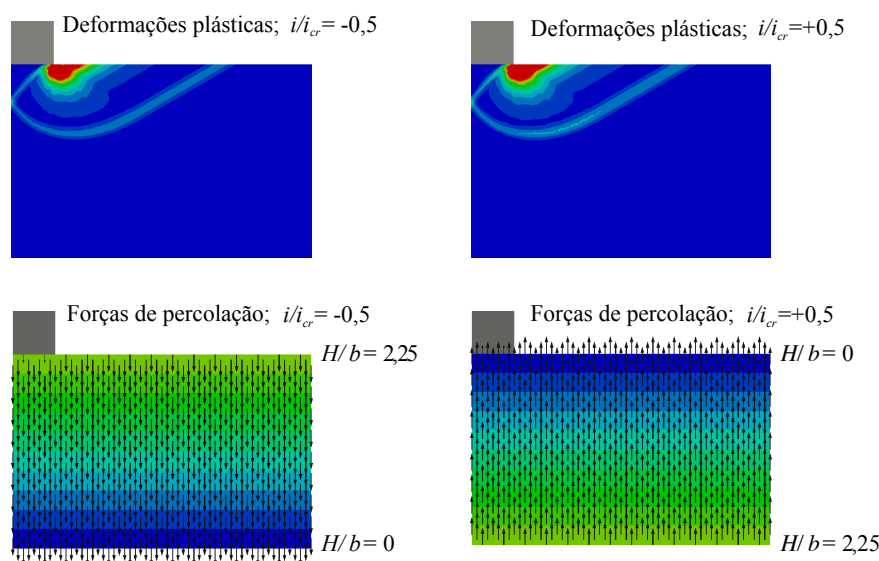 Deformações plásticas; i/icr= -0,5
Deformações plásticas; i/icr=+0,5
Forças de percolação; i/icr= -0,5
H/b= 2,25
H/b= 0
Forças de percolação; i/icr=+0,5
H/b= 0
H/b= 2,25